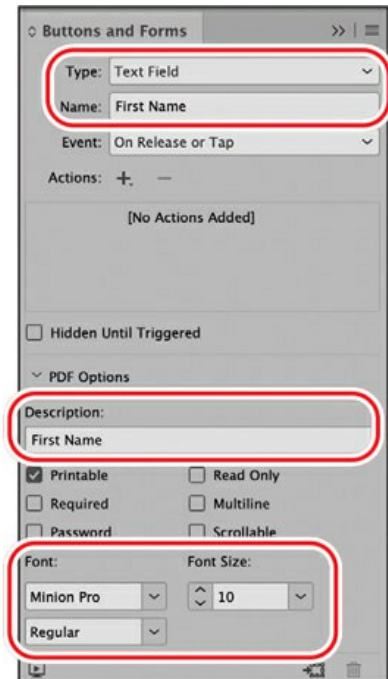 Buttons and Forms
Type: Text Field
Name: First Name
Event: On Release or Tap
Actions:
[No Actions Added]
Hidden Until Triggered
PDF Options
Description:
First Name
Printable Read Only
Required Multiline
Password Scrollable
Font: Font Size:
Minion Pro 10
Regular